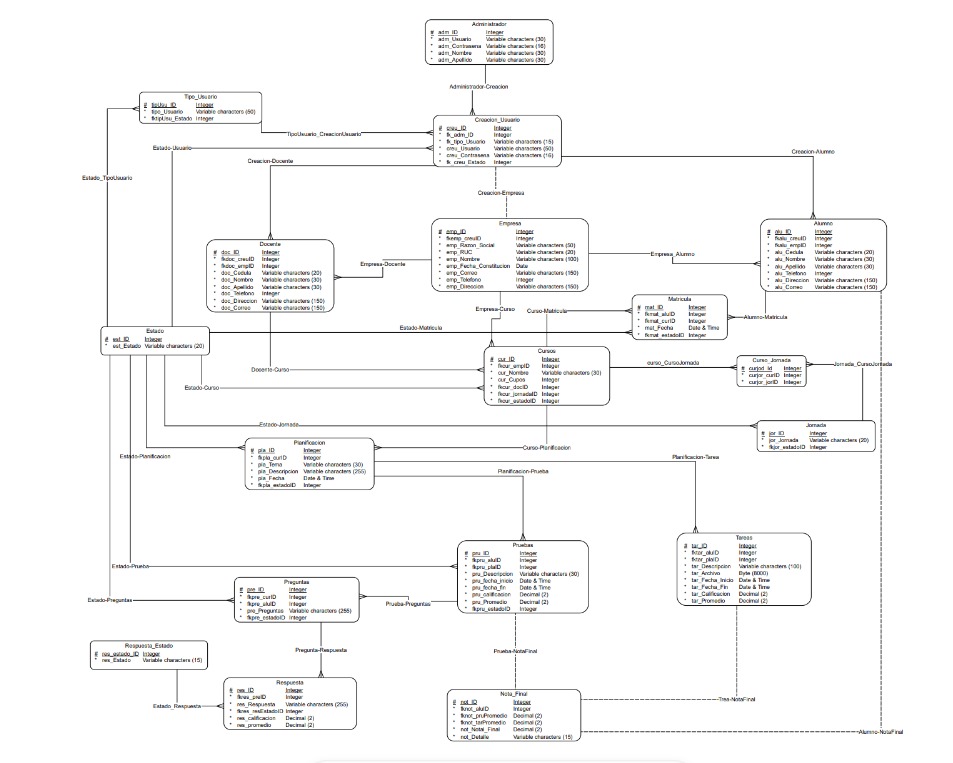 Administrador
# adm_ID Integer
* adm_Usuario Variable characters (30)
* adm_Contrasena Variable characters (16)
* adm_Nombre Variable characters (30)
* adm_Apellido Variable characters (30)
Administrador-Creacion
Tipo_Usuario
# tipUsu_ID Integer
* tipo_Usuario Variable characters (50)
* fktipUsu_Estado Integer
Creacion_Usuario
# creu_ID Integer
* fk_adm_ID Integer
* fk_tipo_Usuario Variable characters (15)
* creu_Usuario Variable characters (50)
* creu_Contrasena Variable characters (16)
* fk_creu_Estado Integer
TipoUsuario_CreacionUsuario
Estado-Usuario
Creacion-Docente
Creacion-Alumno
Estado_TipoUsuario
Creacion-Empresa
Empresa
# emp_ID Integer
* fkemp_creuID Integer
* emp_Razon_Social Variable characters (50)
* emp_RUC Variable characters (20)
* emp_Nombre Variable characters (100)
* emp_Fecha_Constitucion Date
* emp_Correo Variable characters (150)
* emp_Telefono Integer
* emp_Direccion Variable characters (150)
Alumno
# alu_ID Integer
* fkalu_creuID Integer
* fkalu_empID Integer
* alu_Cedula Variable characters (20)
* alu_Nombre Variable characters (30)
* alu_Apellido Variable characters (30)
* alu_Telefono Integer
* alu_Direccion Variable characters (150)
* alu_Correo Variable characters (150)
Docente
# doc_ID Integer
* fkdoc_creuID Integer
* fkdoc_empID Integer
* doc_Cedula Variable characters (20)
* doc_Nombre Variable characters (30)
* doc_Apellido Variable characters (30)
* doc_Telefono Integer
* doc_Direccion Variable characters (150)
* doc_Correo Variable characters (150)
Empresa-Docente
Empresa_Alumno
Matricula
# mat_ID Integer
* fkmat_aluID Integer
* fkmat_curID Integer
* mat_Fecha Date & Time
* fkmat_estadoID Integer
Empresa-Curso
Curso-Matricula
Alumno-Matricula
Estado
# est_ID Integer
* est_Estado Variable characters (20)
Estado-Matricula
Cursos
# cur_ID Integer
* fkcur_empID Integer
* cur_Nombre Variable characters (30)
* cur_Cupos Integer
* fkcur_docID Integer
* fkcur_jornadaID Integer
* fkcur_estadoID Integer
curso_CursoJornada
Curso_Jornada
# curjod_Id Integer
* curjor_curID Integer
* curjor_jorID Integer
Jornada_CursoJornada
Docente-Curso
Estado-Curso
Estado-Jornada
Jornada
# jor_ID Integer
* jor_Jornada Variable characters (20)
* fkjor_estadoID Integer
Planificacion
# pla_ID Integer
* fkpla_curID Integer
* pla_Tema Variable characters (30)
* pla_Descripcion Variable characters (255)
* pla_Fecha Date & Time
* fkpla_estadoID Integer
Curso-Planificacion
Estado-Planificacion
Planificacion-Tarea
Planificacion-Prueba
Tareas
# tar_ID Integer
* fktar_aluID Integer
* fktar_plaID Integer
* tar_Descripcion Variable characters (100)
* tar_Archivo Byte (8000)
* tar_Fecha_Inicio Date & Time
* tar_Fecha_Fin Date & Time
* tar_Calificacion Decimal (2)
* tar_Promedio Decimal (2)
Pruebas
# pru_ID Integer
* fkpru_aluID Integer
* fkpru_plaID Integer
* pru_Descripcion Variable characters (30)
* pru_fecha_inicio Date & Time
* pru_fecha_fin Date & Time
* pru_calificacion Decimal (2)
* pru_Promedio Decimal (2)
* fkpru_estadoID Integer
Estado-Prueba
Preguntas
# pre_ID Integer
* fkpre_curID Integer
* fkpre_aluID Integer
* pre_Preguntas Variable characters (255)
* fkpre_estadoID Integer
Estado-Preguntas
Prueba-Preguntas
Respuesta_Estado
# res_estado_ID Integer
* res_Estado Variable characters (15)
Pregunta-Respuesta
Prueba-NotaFinal
Respuesta
# res_ID Integer
* fkres_preID Integer
* res_Respuesta Variable characters (255)
* fkres_resEstadoID Integer
* res_calificacion Decimal (2)
* res_promedio Decimal (2)
Estado_Respuesta
Nota_Final
# not_ID Integer
* fknot_aluID Integer
* fknot_pruPromedio Decimal (2)
* fknot_tarPromedio Decimal (2)
* not_Notal_Final Decimal (2)
* not_Detalle Variable characters (15)
Trea-NotaFinal
Alumno-NotaFinal